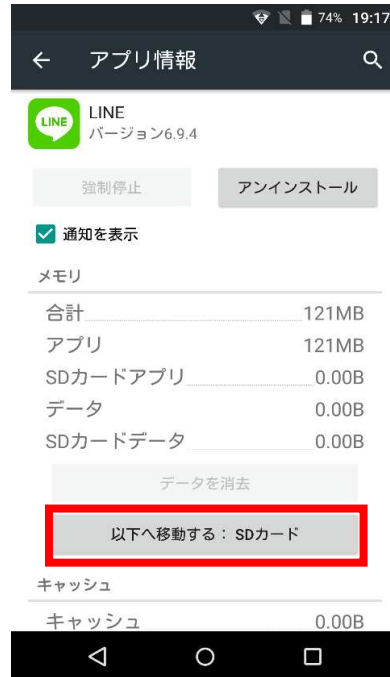 74% 19:17
アプリ情報
LINE
LINE
バージョン6.9.4
強制停止 アンインストール
通知を表示
メモリ
合計 121MB
アプリ 121MB
SDカードアプリ 0.00B
データ 0.00B
SDカードデータ 0.00B
データを消去
以下へ移動する： SDカード
キャッシュ
キャッシュ 0.00B